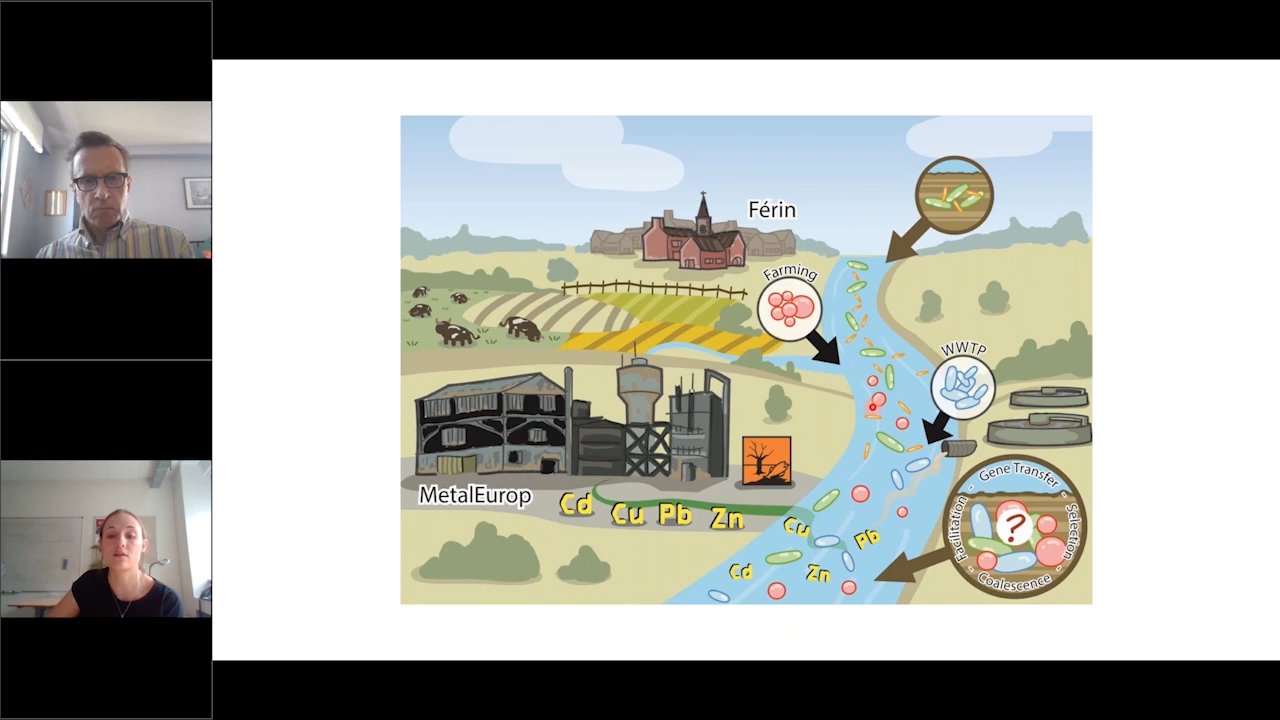 Férin
Farming
WWTP
MetalEurop
Cd Cu Pb Zn
Cu
Pb
Cd
Zn
Gene Transfer
Facilitation
?
Selection
Coalescence